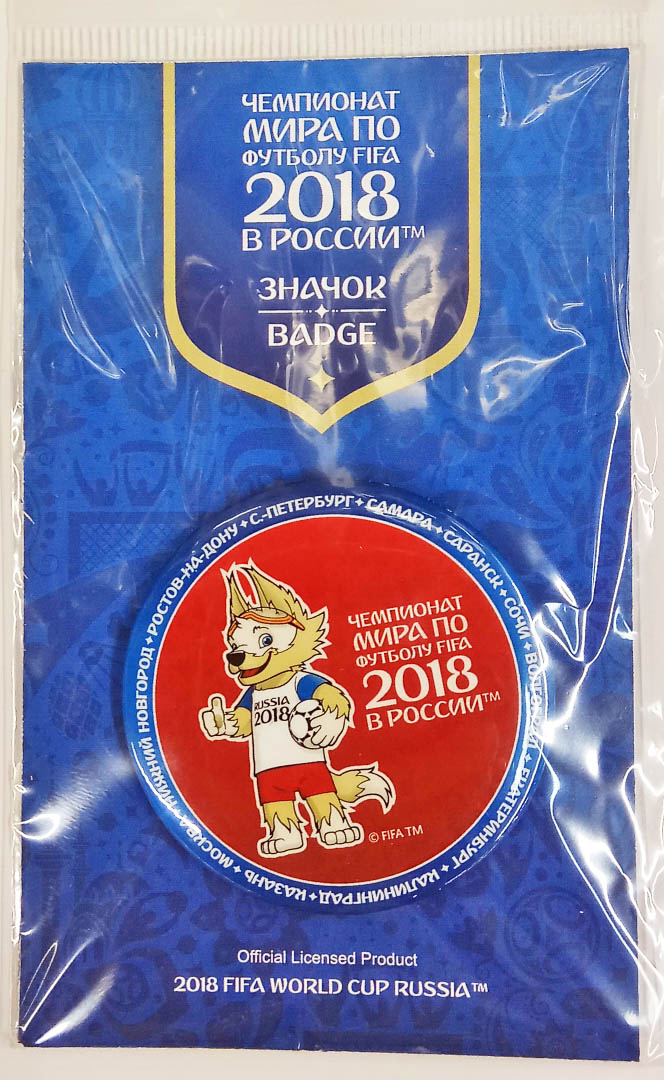 ЧЕМПИОНАТ
МИРА ПО
ФУТБОЛУ FIFA
2018
В РОССИИ™
ЗНАЧОК
BADGE
МОСКВА✦НИЖНИЙ НОВГОРОД✦РОСТОВ-НА-ДОНУ✦С.-ПЕТЕРБУРГ✦САМАРА✦САРАНСК✦СОЧИ✦ВОЛГОГРАД✦ЕКАТЕРИНБУРГ✦КАЛИНИНГРАД✦КАЗАНЬ✦
ЧЕМПИОНАТ
МИРА ПО
ФУТБОЛУ FIFA
2018
В РОССИИ™
RUSSIA
2018
© FIFA TM
Official Licensed Product
2018 FIFA WORLD CUP RUSSIA™